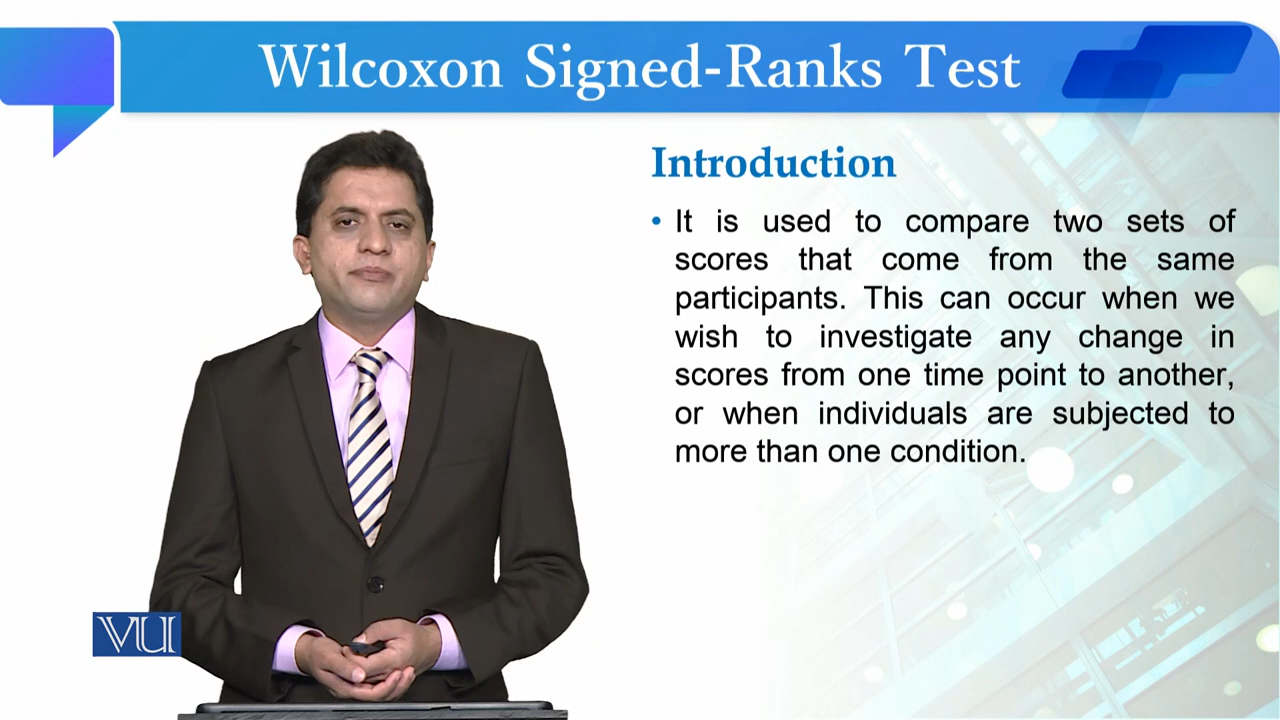 Wilcoxon Signed-Ranks Test
Introduction
• It is used to compare two sets of
scores that come from the same
participants. This can occur when we
wish to investigate any change in
scores from one time point to another,
or when individuals are subjected to
more than one condition.
VU